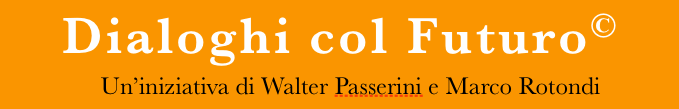 Dialoghi col Futuro©
Un’iniziativa di Walter Passerini e Marco Rotondi